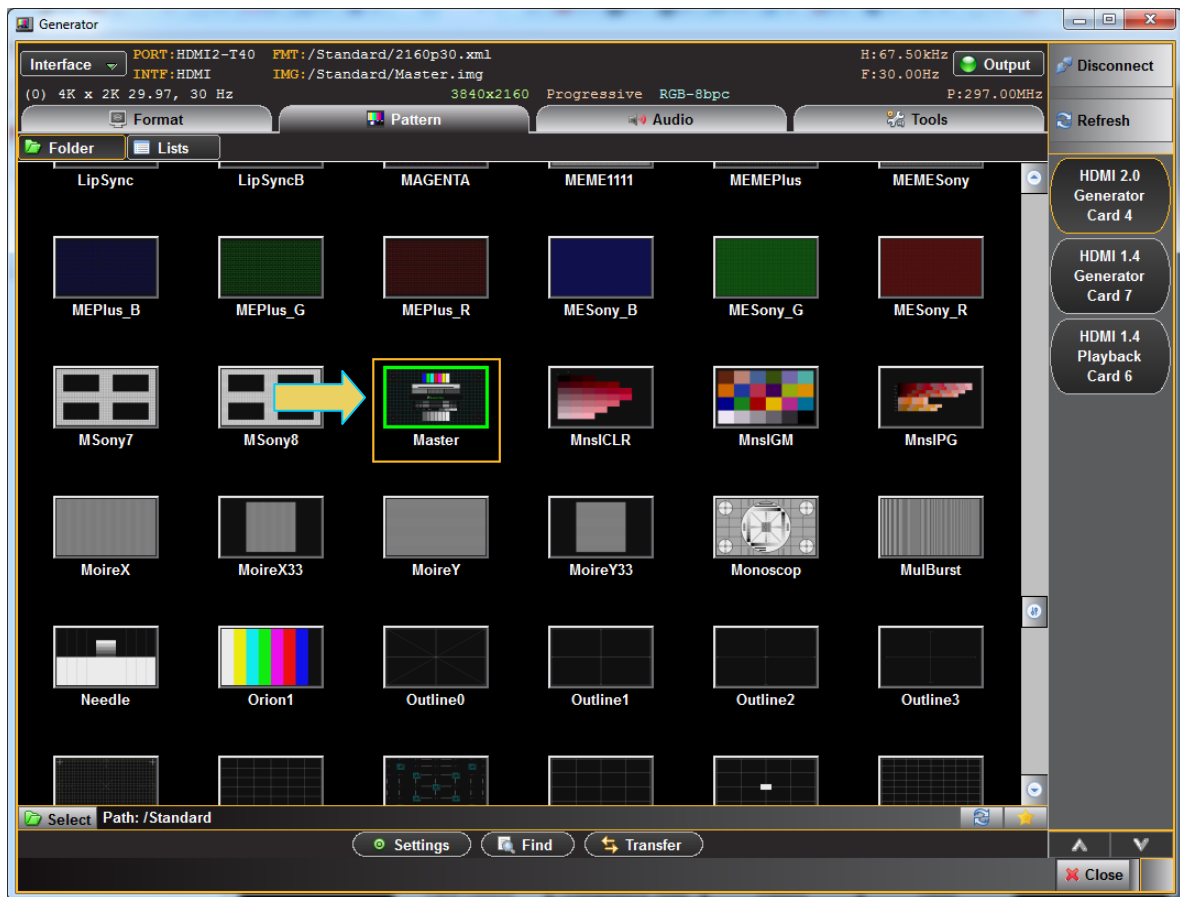 Generator
Interface PORT:HDMI2-T40 FMT:/Standard/2160p30.xml H:67.50kHz Output Disconnect
INTF:HDMI IMG:/Standard/Master.img F:30.00Hz
(0) 4K x 2K 29.97, 30 Hz 3840x2160 Progressive RGB-8bpc P:297.00MHz
Format Pattern Audio Tools Refresh
Folder Lists
LipSync LipSyncB MAGENTA MEME1111 MEMEPlus MEMESony
HDMI 2.0
Generator
Card 4
MEPlus_B MEPlus_G MEPlus_R MESony_B MESony_G MESony_R
HDMI 1.4
Generator
Card 7
HDMI 1.4
Playback
Card 6
MSony7 MSony8 Master MnslCLR MnslGM MnslPG
MoireX MoireX33 MoireY MoireY33 Monoscop MulBurst
Needle Orion1 Outline0 Outline1 Outline2 Outline3
Select Path: /Standard
Settings Find Transfer
Close